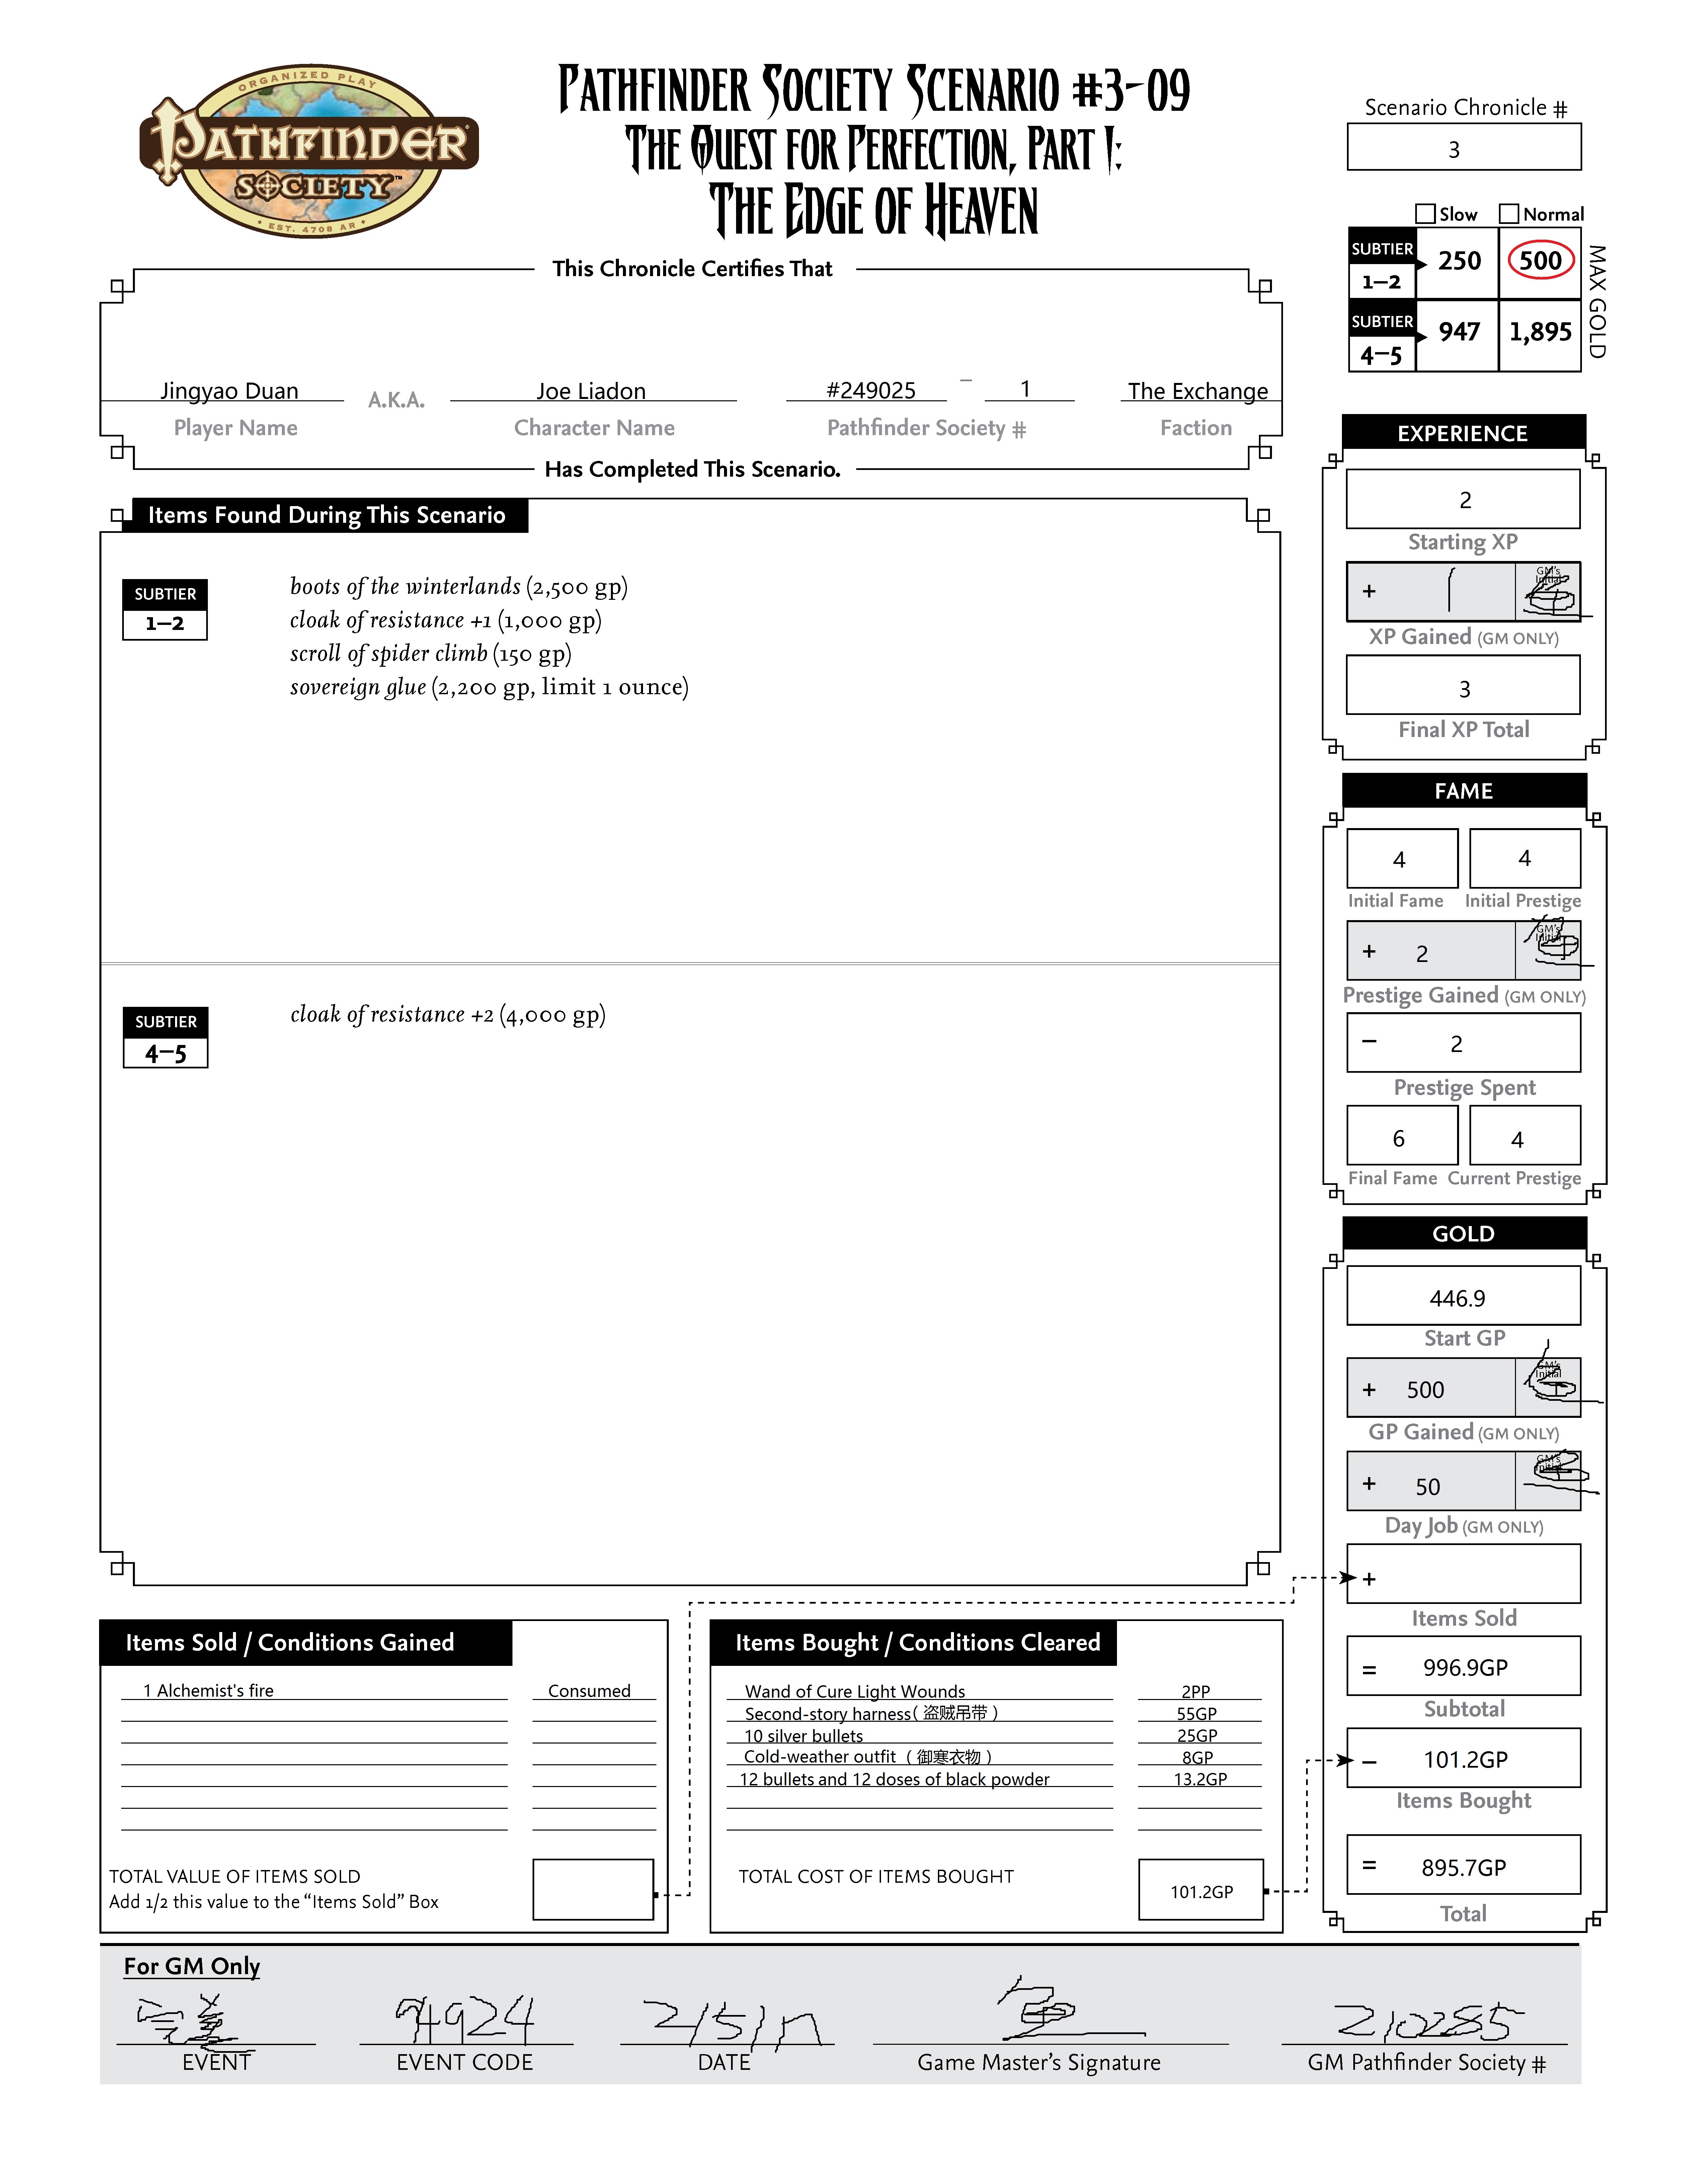 ORGANIZED PLAY
PATHFINDER
SOCIETY™
• EST. 4708 AR •
Pathfinder Society Scenario #3–09
The Quest for Perfection, Part I:
The Edge of Heaven
Scenario Chronicle #
3
Slow Normal
SUBTIER 1–2 250 500
SUBTIER 4–5 947 1,895
MAX GOLD
This Chronicle Certifies That
Jingyao Duan A.K.A. Joe Liadon #249025 – 1 The Exchange
Player Name Character Name Pathfinder Society # Faction
Has Completed This Scenario.
Items Found During This Scenario
SUBTIER
1–2
boots of the winterlands (2,500 gp)
cloak of resistance +1 (1,000 gp)
scroll of spider climb (150 gp)
sovereign glue (2,200 gp, limit 1 ounce)
SUBTIER
4–5
cloak of resistance +2 (4,000 gp)
EXPERIENCE
2
Starting XP
+ 1 GM's Initial
XP Gained (GM ONLY)
3
Final XP Total
FAME
4 4
Initial Fame Initial Prestige
+ 2 GM's Initial
Prestige Gained (GM ONLY)
– 2
Prestige Spent
6 4
Final Fame Current Prestige
GOLD
446.9
Start GP
+ 500 GM's Initial
GP Gained (GM ONLY)
+ 50 GM's Initial
Day Job (GM ONLY)
+
Items Sold
= 996.9GP
Subtotal
– 101.2GP
Items Bought
= 895.7GP
Total
Items Sold / Conditions Gained
1 Alchemist's fire Consumed
TOTAL VALUE OF ITEMS SOLD
Add 1/2 this value to the “Items Sold” Box
Items Bought / Conditions Cleared
Wand of Cure Light Wounds 2PP
Second-story harness( 盗贼吊带 ) 55GP
10 silver bullets 25GP
Cold-weather outfit ( 御寒衣物 ) 8GP
12 bullets and 12 doses of black powder 13.2GP
TOTAL COST OF ITEMS BOUGHT 101.2GP
For GM Only
74924 2/5/17 210285
EVENT EVENT CODE DATE Game Master’s Signature GM Pathfinder Society #